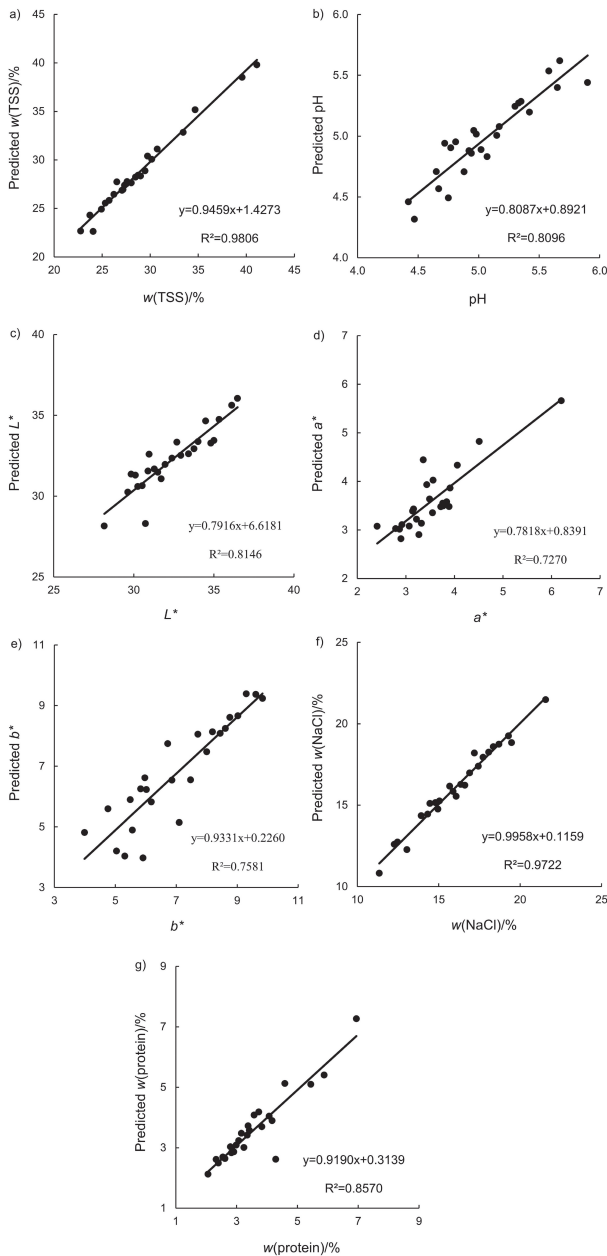 a)
Predicted w(TSS)/%
45
40
35
30
25
20
20 25 30 35 40 45
y=0.9459x+1.4273
R²=0.9806
w(TSS)/%
b)
Predicted pH
6.0
5.5
5.0
4.5
4.0
4.0 4.5 5.0 5.5 6.0
y=0.8087x+0.8921
R²=0.8096
pH
c)
Predicted L*
40
35
30
25
25 30 35 40
y=0.7916x+6.6181
R²=0.8146
L*
d)
Predicted a*
7
6
5
4
3
2
2 3 4 5 6 7
y=0.7818x+0.8391
R²=0.7270
a*
e)
Predicted b*
11
9
7
5
3
3 5 7 9 11
y=0.9331x+0.2260
R²=0.7581
b*
f)
Predicted w(NaCl)/%
25
20
15
10
10 15 20 25
y=0.9958x+0.1159
R²=0.9722
w(NaCl)/%
g)
Predicted w(protein)/%
9
7
5
3
1
1 3 5 7 9
y=0.9190x+0.3139
R²=0.8570
w(protein)/%